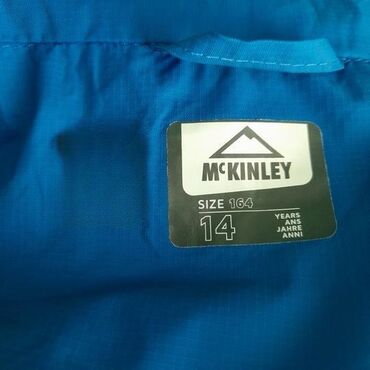 McKINLEY
SIZE 164
14
YEARS
ANS
JAHRE
ANNI